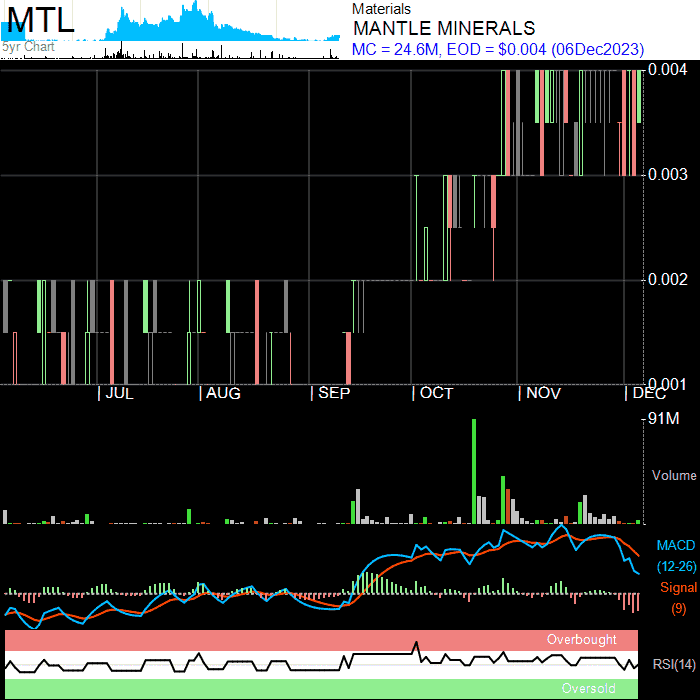 MTL
5yr Chart
Materials
MANTLE MINERALS
MC = 24.6M, EOD = $0.004 (06Dec2023)
0.004
0.003
0.002
0.001
| JUL | AUG | SEP | OCT | NOV | DEC
91M
Volume
MACD
(12-26)
Signal
(9)
Overbought
RSI(14)
Oversold